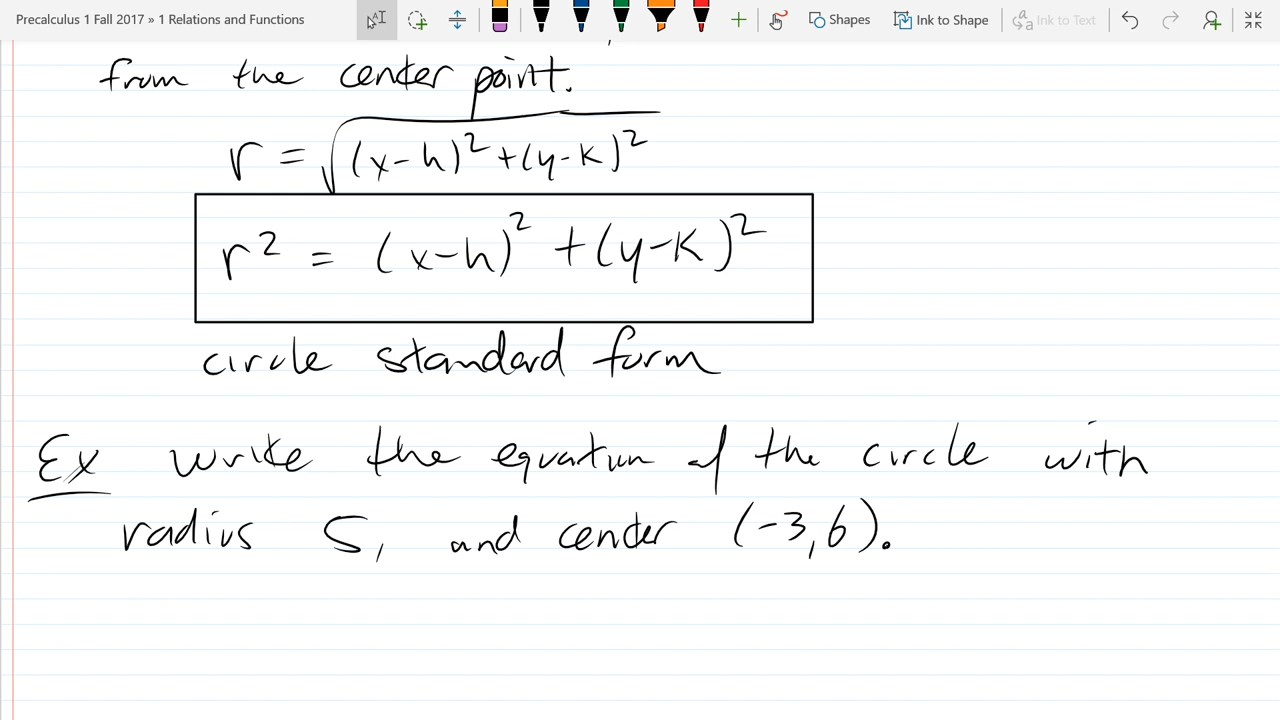 Precalculus 1 Fall 2017 » 1 Relations and Functions
Shapes
Ink to Shape
Ink to Text
from the center point.
r = √(x-h)² + (y-k)²
r² = (x-h)² + (y-k)²
circle standard form
Ex write the equation of the circle with
radius 5, and center (-3,6).